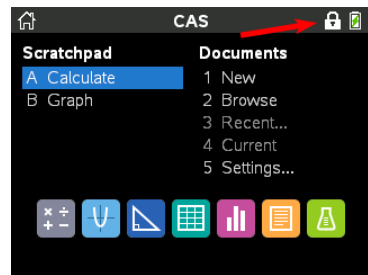 CAS
Scratchpad
A Calculate
B Graph
Documents
1 New
2 Browse
3 Recent...
4 Current
5 Settings...